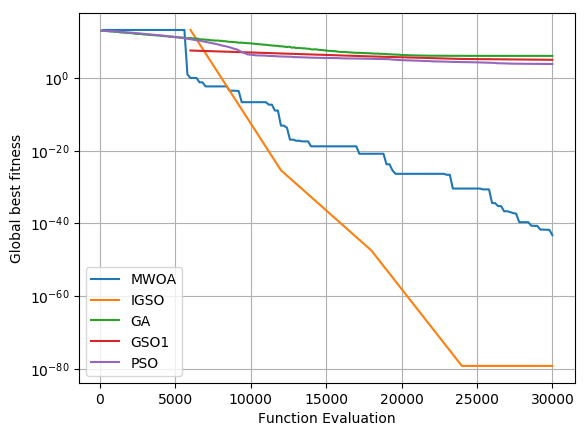 Global best fitness
10^0
10^−20
10^−40
10^−60
10^−80
MWOA
IGSO
GA
GSO1
PSO
0 5000 10000 15000 20000 25000 30000
Function Evaluation